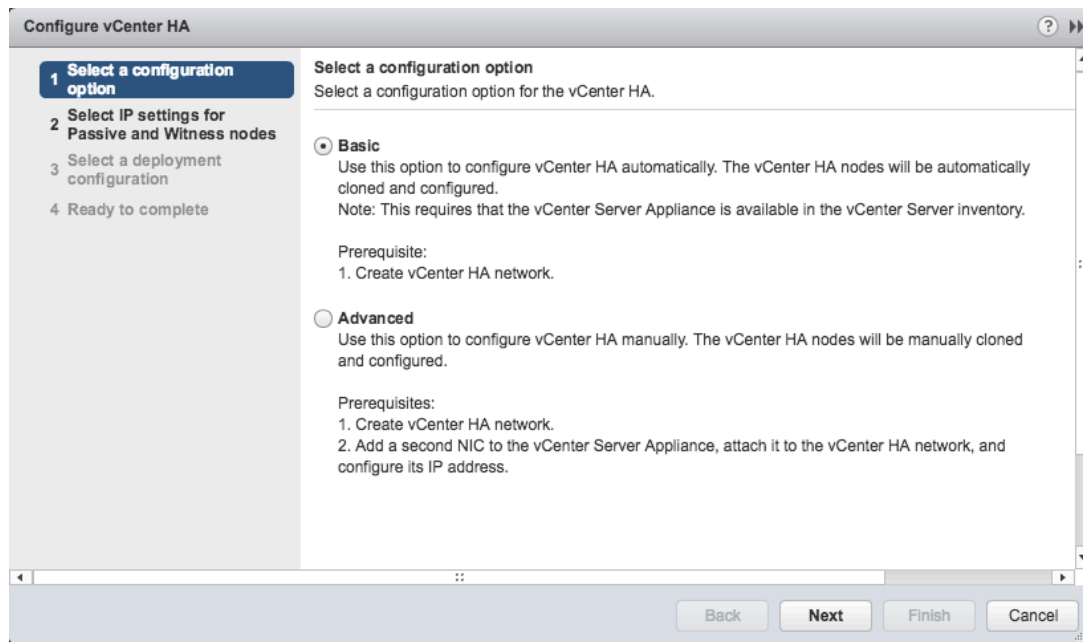 Configure vCenter HA
?
1 Select a configuration
option
2 Select IP settings for
Passive and Witness nodes
3 Select a deployment
configuration
4 Ready to complete
Select a configuration option
Select a configuration option for the vCenter HA.
Basic
Use this option to configure vCenter HA automatically. The vCenter HA nodes will be automatically
cloned and configured.
Note: This requires that the vCenter Server Appliance is available in the vCenter Server inventory.
Prerequisite:
1. Create vCenter HA network.
Advanced
Use this option to configure vCenter HA manually. The vCenter HA nodes will be manually cloned
and configured.
Prerequisites:
1. Create vCenter HA network.
2. Add a second NIC to the vCenter Server Appliance, attach it to the vCenter HA network, and
configure its IP address.
Back Next Finish Cancel